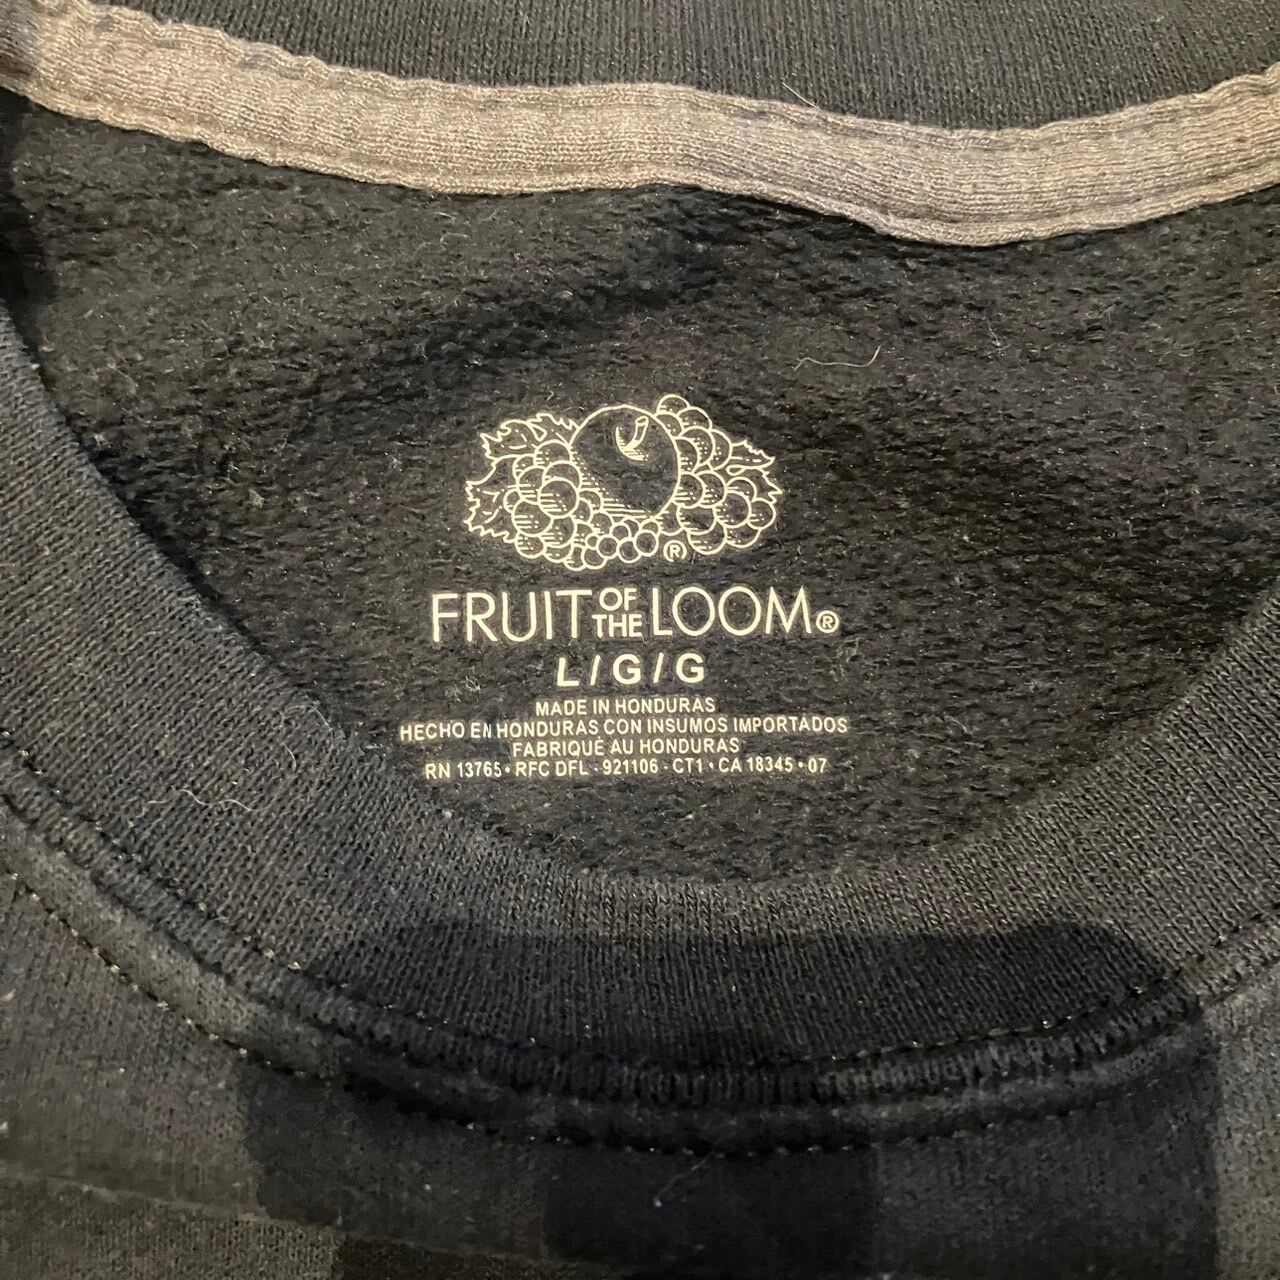 ®
FRUIT OF THE LOOM®
L/G/G
MADE IN HONDURAS
HECHO EN HONDURAS CON INSUMOS IMPORTADOS
FABRIQUÉ AU HONDURAS
RN 13765 • RFC DFL - 921106 - CT1 • CA 18345 • 07